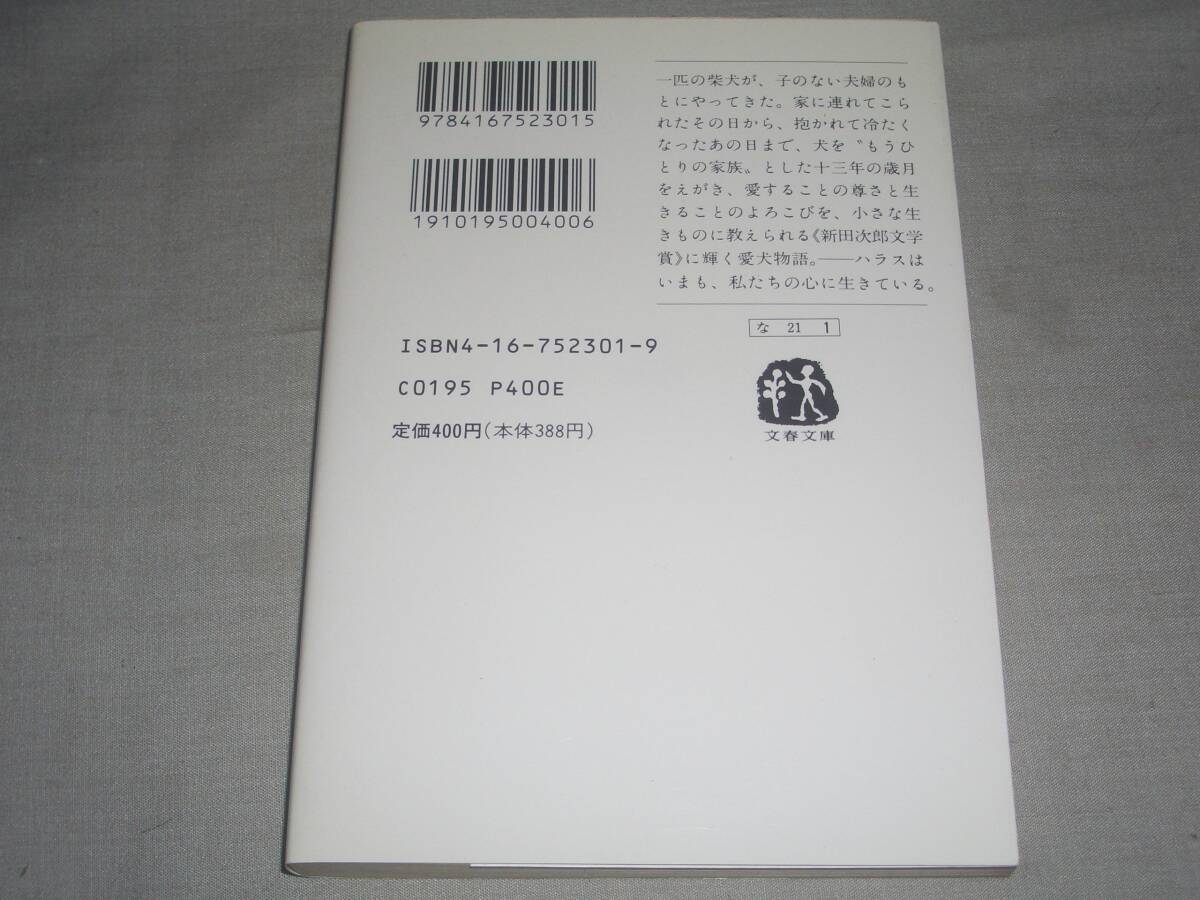 9784167523015
1910195004006
一匹の柴犬が、子のない夫婦のも
とにやってきた。家に連れてこら
れたその日から、抱かれて冷たく
なったあの日まで、犬を〝もうひ
とりの家族〟とした十三年の歳月
をえがき、愛することの尊さと生
きることのよろこびを、小さな生
きものに教えられる《新田次郎文学
賞》に輝く愛犬物語。――ハラスは
いまも、私たちの心に生きている。
ISBN4-16-752301-9
C0195 P400E
定価400円(本体388円)
な 21 1
文春文庫